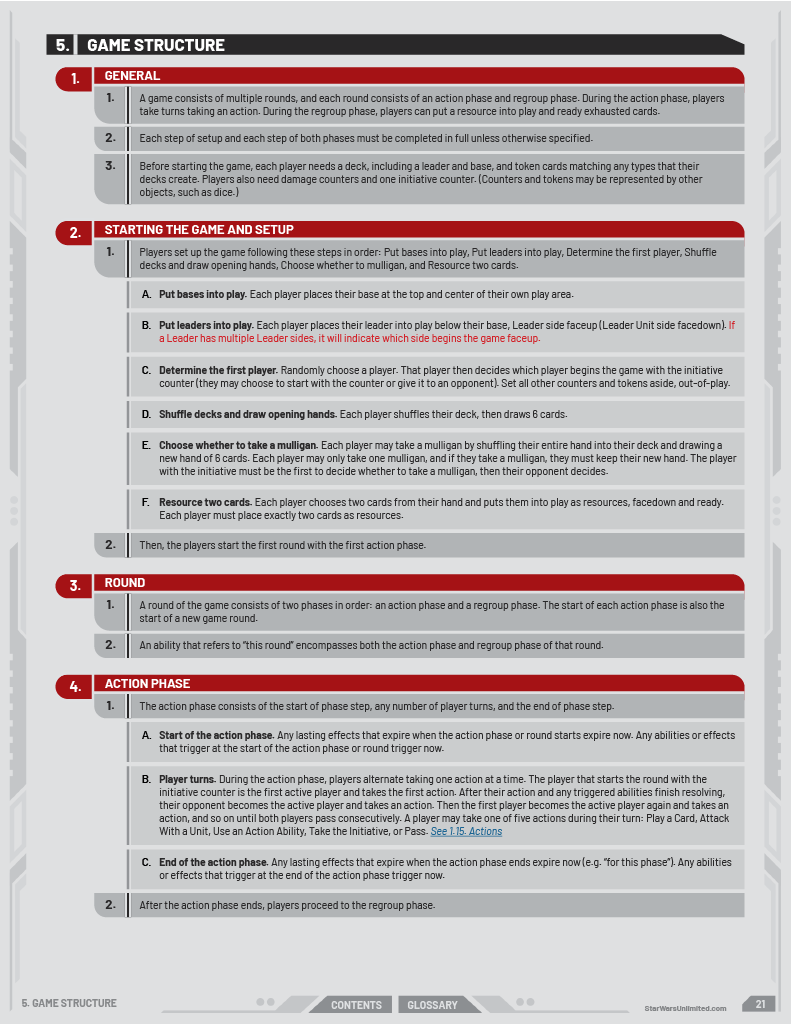 5. GAME STRUCTURE
1. GENERAL
1. A game consists of multiple rounds, and each round consists of an action phase and regroup phase. During the action phase, players
take turns taking an action. During the regroup phase, players can put a resource into play and ready exhausted cards.
2. Each step of setup and each step of both phases must be completed in full unless otherwise specified.
3. Before starting the game, each player needs a deck, including a leader and base, and token cards matching any types that their
decks create. Players also need damage counters and one initiative counter. (Counters and tokens may be represented by other
objects, such as dice.)
2. STARTING THE GAME AND SETUP
1. Players set up the game following these steps in order: Put bases into play, Put leaders into play, Determine the first player, Shuffle
decks and draw opening hands, Choose whether to mulligan, and Resource two cards.
A. Put bases into play. Each player places their base at the top and center of their own play area.
B. Put leaders into play. Each player places their leader into play below their base, Leader side faceup (Leader Unit side facedown). If
a Leader has multiple Leader sides, it will indicate which side begins the game faceup.
C. Determine the first player. Randomly choose a player. That player then decides which player begins the game with the initiative
counter (they may choose to start with the counter or give it to an opponent). Set all other counters and tokens aside, out-of-play.
D. Shuffle decks and draw opening hands. Each player shuffles their deck, then draws 6 cards.
E. Choose whether to take a mulligan. Each player may take a mulligan by shuffling their entire hand into their deck and drawing a
new hand of 6 cards. Each player may only take one mulligan, and if they take a mulligan, they must keep their new hand. The player
with the initiative must be the first to decide whether to take a mulligan, then their opponent decides.
F. Resource two cards. Each player chooses two cards from their hand and puts them into play as resources, facedown and ready.
Each player must place exactly two cards as resources.
2. Then, the players start the first round with the first action phase.
3. ROUND
1. A round of the game consists of two phases in order: an action phase and a regroup phase. The start of each action phase is also the
start of a new game round.
2. An ability that refers to “this round” encompasses both the action phase and regroup phase of that round.
4. ACTION PHASE
1. The action phase consists of the start of phase step, any number of player turns, and the end of phase step.
A. Start of the action phase. Any lasting effects that expire when the action phase or round starts expire now. Any abilities or effects
that trigger at the start of the action phase or round trigger now.
B. Player turns. During the action phase, players alternate taking one action at a time. The player that starts the round with the
initiative counter is the first active player and takes the first action. After their action and any triggered abilities finish resolving,
their opponent becomes the active player and takes an action. Then the first player becomes the active player again and takes an
action, and so on until both players pass consecutively. A player may take one of five actions during their turn: Play a Card, Attack
With a Unit, Use an Action Ability, Take the Initiative, or Pass. See 1.15. Actions
C. End of the action phase. Any lasting effects that expire when the action phase ends expire now (e.g. “for this phase”). Any abilities
or effects that trigger at the end of the action phase trigger now.
2. After the action phase ends, players proceed to the regroup phase.
5. GAME STRUCTURE
CONTENTS
GLOSSARY
StarWarsUnlimited.com
21